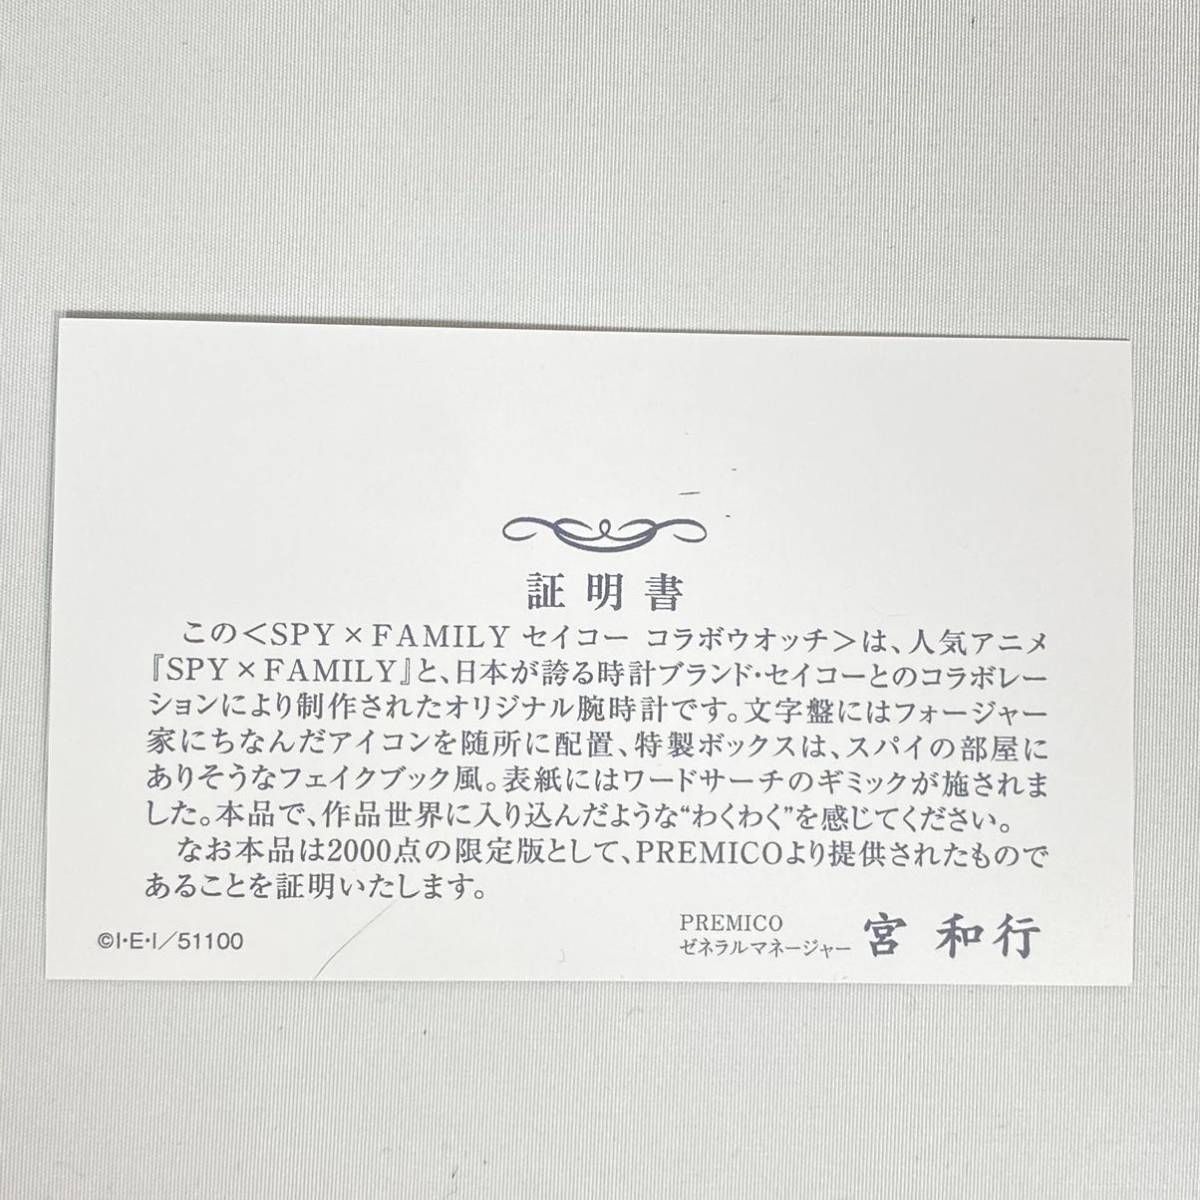 証明書
この＜SPY×FAMILY セイコー コラボウオッチ＞は、人気アニメ
『SPY×FAMILY』と、日本が誇る時計ブランド・セイコーとのコラボレー
ションにより制作されたオリジナル腕時計です。文字盤にはフォージャー
家にちなんだアイコンを随所に配置、特製ボックスは、スパイの部屋に
ありそうなフェイクブック風。表紙にはワードサーチのギミックが施されま
した。本品で、作品世界に入り込んだような“わくわく”を感じてください。
なお本品は2000点の限定版として、PREMICOより提供されたもので
あることを証明いたします。
PREMICO
ゼネラルマネージャー 宮 和行
©I・E・I/51100